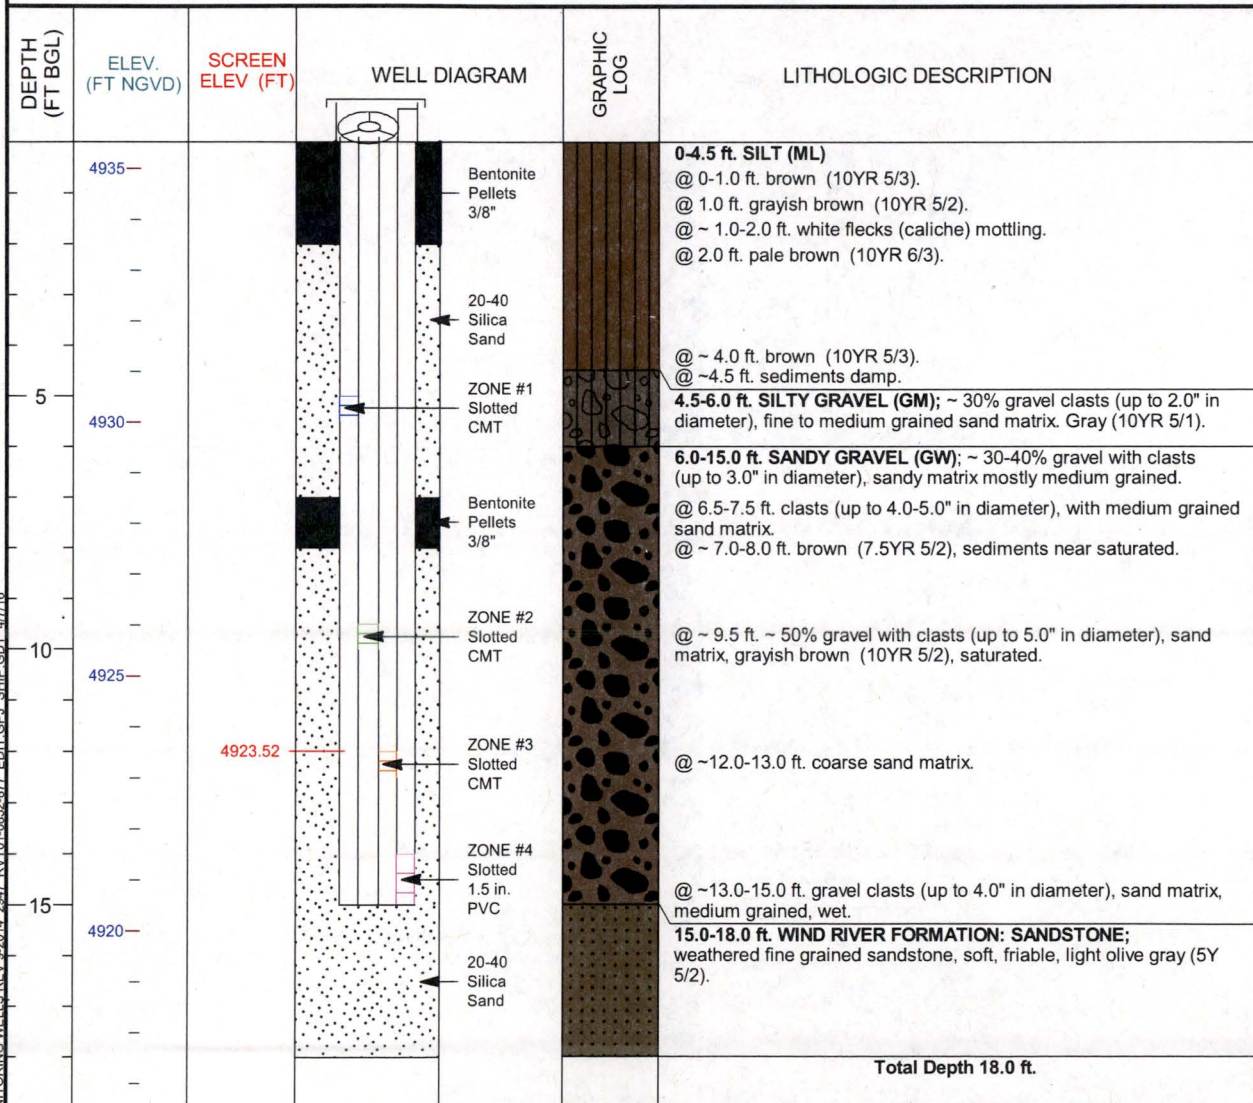 DEPTH
(FT BGL)
ELEV.
(FT NGVD)
SCREEN
ELEV (FT)
WELL DIAGRAM
GRAPHIC
LOG
LITHOLOGIC DESCRIPTION
4935
5
4930
10
4925
15
4920
4923.52
Bentonite
Pellets
3/8"
20-40
Silica
Sand
ZONE #1
Slotted
CMT
Bentonite
Pellets
3/8"
ZONE #2
Slotted
CMT
ZONE #3
Slotted
CMT
ZONE #4
Slotted
1.5 in.
PVC
20-40
Silica
Sand
0-4.5 ft. SILT (ML)
@ 0-1.0 ft. brown (10YR 5/3).
@ 1.0 ft. grayish brown (10YR 5/2).
@ ~ 1.0-2.0 ft. white flecks (caliche) mottling.
@ 2.0 ft. pale brown (10YR 6/3).
@ ~ 4.0 ft. brown (10YR 5/3).
@ ~4.5 ft. sediments damp.
4.5-6.0 ft. SILTY GRAVEL (GM); ~ 30% gravel clasts (up to 2.0" in
diameter), fine to medium grained sand matrix. Gray (10YR 5/1).
6.0-15.0 ft. SANDY GRAVEL (GW); ~ 30-40% gravel with clasts
(up to 3.0" in diameter), sandy matrix mostly medium grained.
@ 6.5-7.5 ft. clasts (up to 4.0-5.0" in diameter), with medium grained
sand matrix.
@ ~ 7.0-8.0 ft. brown (7.5YR 5/2), sediments near saturated.
@ ~ 9.5 ft. ~ 50% gravel with clasts (up to 5.0" in diameter), sand
matrix, grayish brown (10YR 5/2), saturated.
@ ~12.0-13.0 ft. coarse sand matrix.
@ ~13.0-15.0 ft. gravel clasts (up to 4.0" in diameter), sand matrix,
medium grained, wet.
15.0-18.0 ft. WIND RIVER FORMATION: SANDSTONE;
weathered fine grained sandstone, soft, friable, light olive gray (5Y
5/2).
Total Depth 18.0 ft.